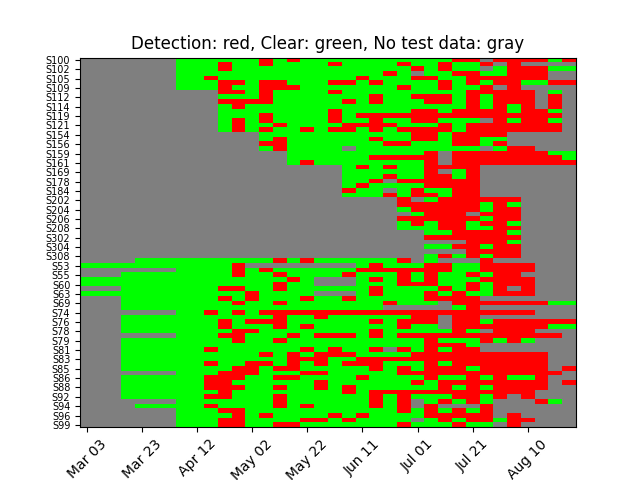 Detection: red, Clear: green, No test data: gray
S100
S102
S105
S109
S112
S114
S119
S121
S154
S156
S159
S161
S169
S178
S184
S202
S204
S206
S208
S302
S304
S308
S53
S55
S60
S63
S69
S74
S76
S78
S79
S81
S83
S85
S86
S88
S92
S94
S96
S99
Mar 03
Mar 23
Apr 12
May 02
May 22
Jun 11
Jul 01
Jul 21
Aug 10